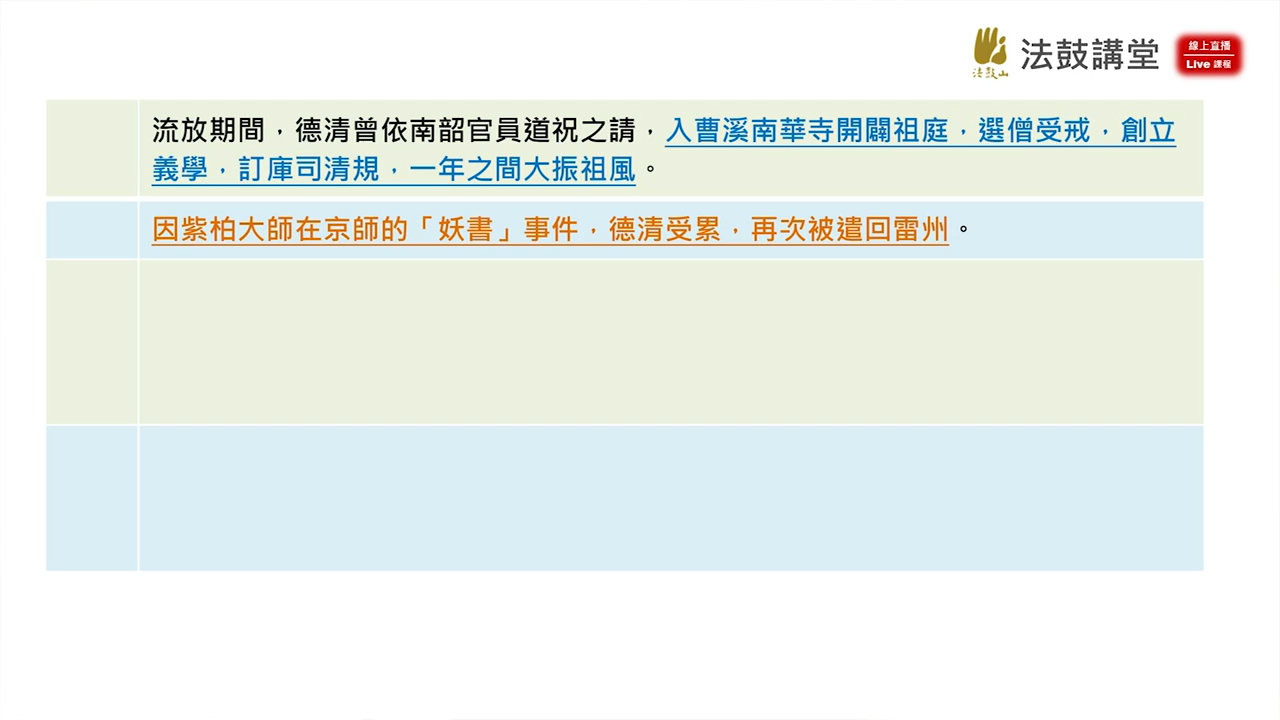 法鼓山
法鼓講堂
線上直播
Live 課程
流放期間，德清曾依南韶官員道祝之請，入曹溪南華寺開闢祖庭，選僧受戒，創立
義學，訂庫司清規，一年之間大振祖風。
因紫柏大師在京師的「妖書」事件，德清受累，再次被遣回雷州。